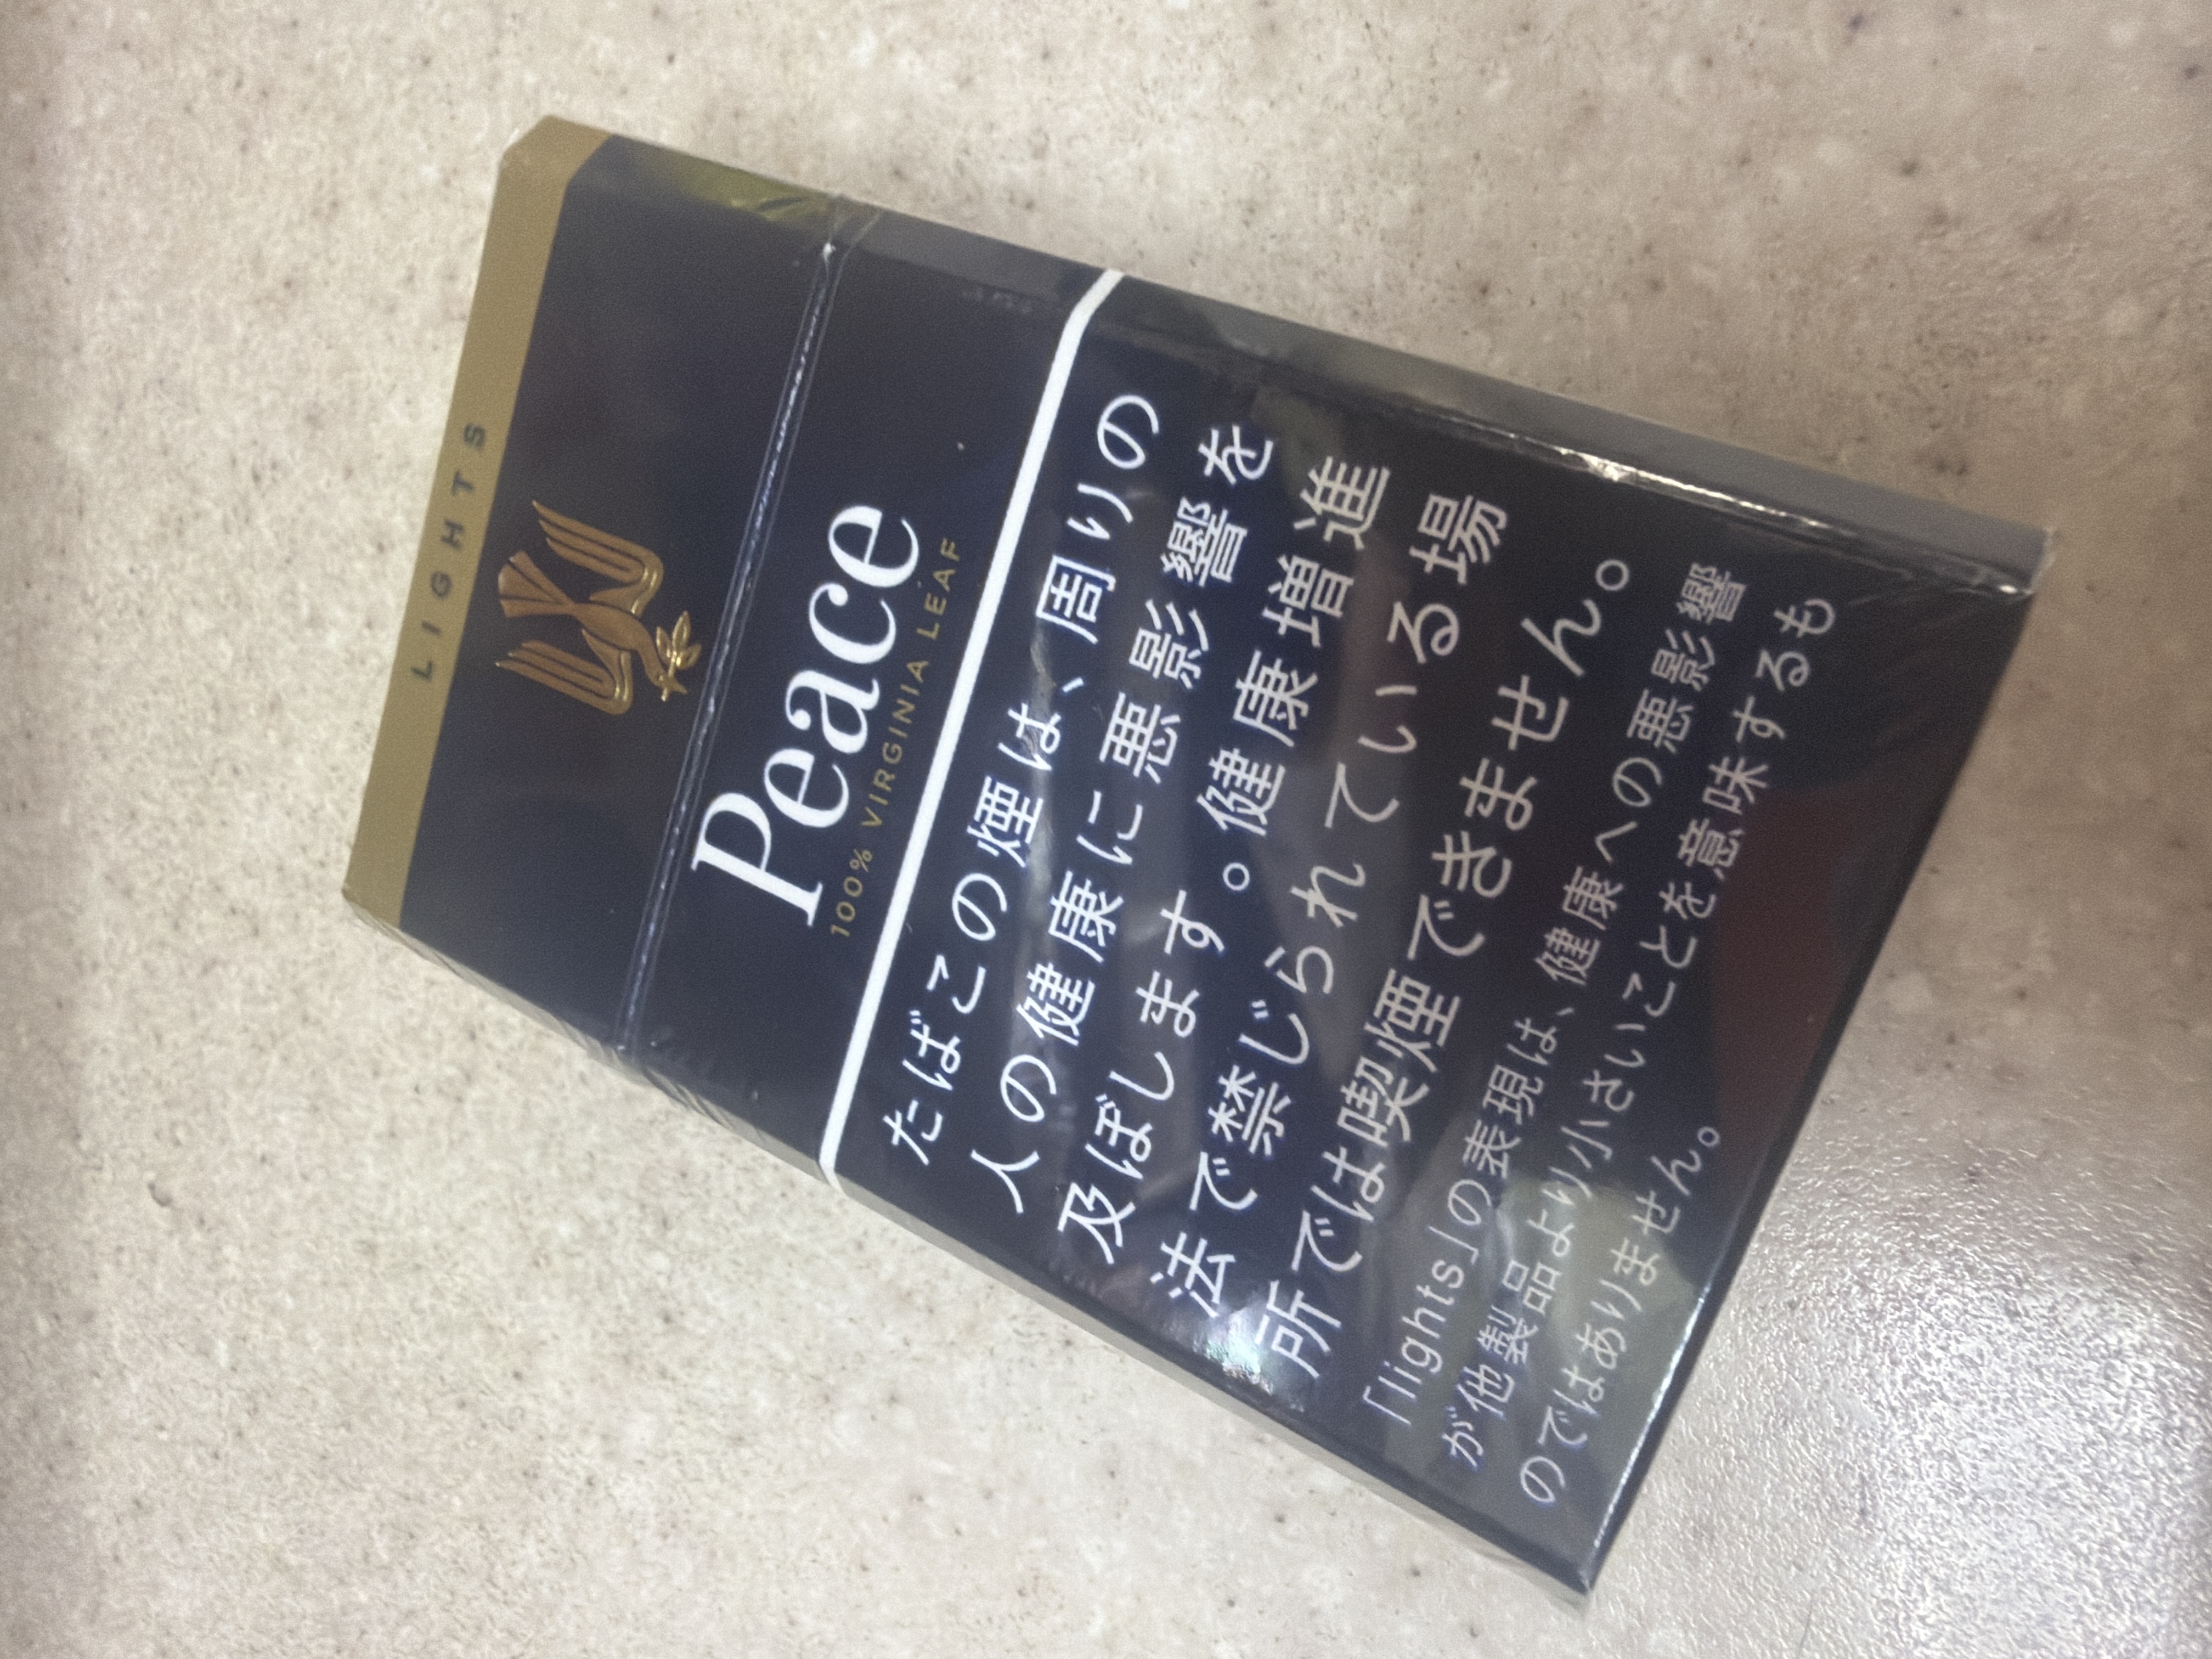 LIGHTS
Peace
100% VIRGINIA LEAF
たばこの煙は、周りの
人の健康に悪影響を
及ぼします。健康増進
法で禁じられている場
所では喫煙できません。
「lights」の表現は、健康への悪影響
が他製品より小さいことを意味するも
のではありません。